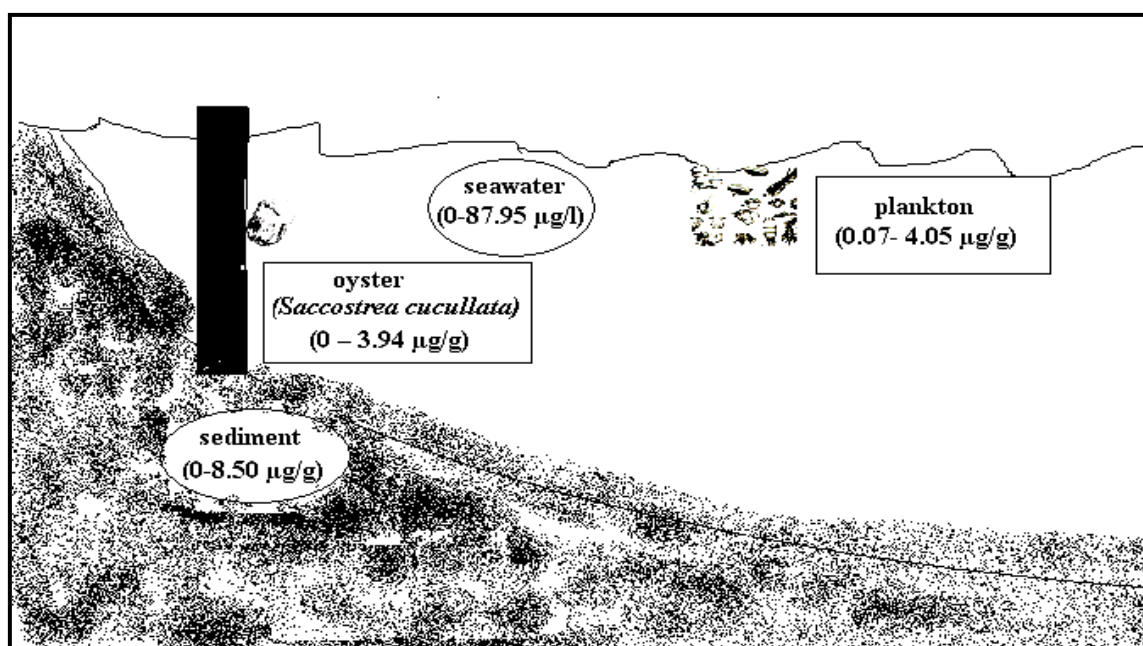 seawater
(0-87.95 µg/l)
plankton
(0.07- 4.05 µg/g)
oyster
(Saccostrea cucullata)
(0 – 3.94 µg/g)
sediment
(0-8.50 µg/g)